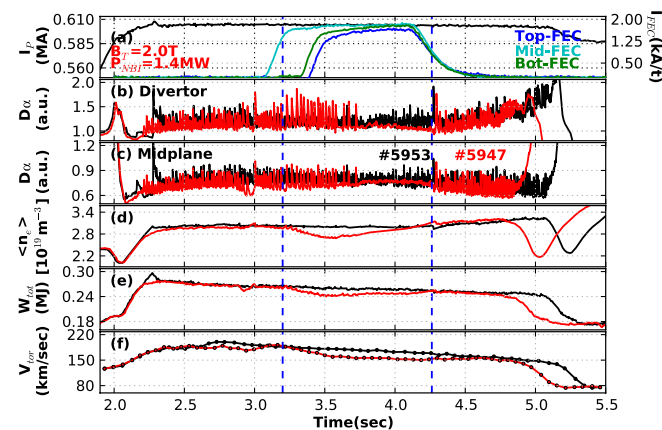 0.610
0.585
0.560
I_P
(MA)
(a)
B_T=2.0T
P_NBI=1.4MW
Top-FEC
Mid-FEC
Bot-FEC
2.00
1.25
0.50
I_FEC(kA/t)
2.0
1.5
1.0
Dα
(a.u.)
(b) Divertor
1.2
0.9
0.6
Dα
(a.u.)
(c) Midplane
#5953
#5947
3.4
2.8
2.2
<n_e>
[10^19 m^-3]
(d)
0.30
0.24
0.18
W_tot
(MJ)
(e)
220
150
80
V_tor
(km/sec)
(f)
2.0 2.5 3.0 3.5 4.0 4.5 5.0 5.5
Time(sec)